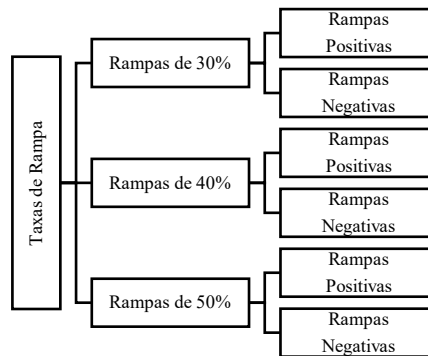 Taxas de Rampa
Rampas de 30%
Rampas
Positivas
Rampas
Negativas
Rampas de 40%
Rampas
Positivas
Rampas
Negativas
Rampas de 50%
Rampas
Positivas
Rampas
Negativas